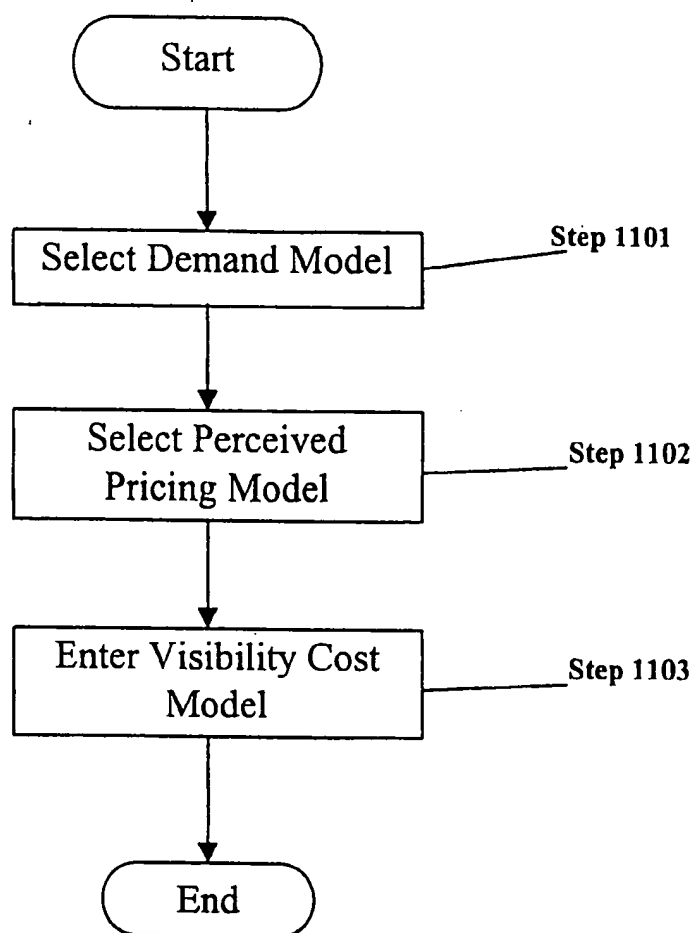 Start
Select Demand Model
Step 1101
Select Perceived
Pricing Model
Step 1102
Enter Visibility Cost
Model
Step 1103
End